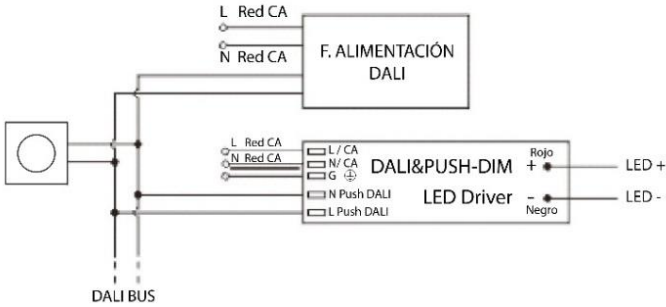 L Red CA
N Red CA
F. ALIMENTACIÓN
DALI
L Red CA
N Red CA
L / CA
N/ CA
G
N Push DALI
L Push DALI
DALI&PUSH-DIM
LED Driver
Rojo
+
-
Negro
LED +
LED -
DALI BUS